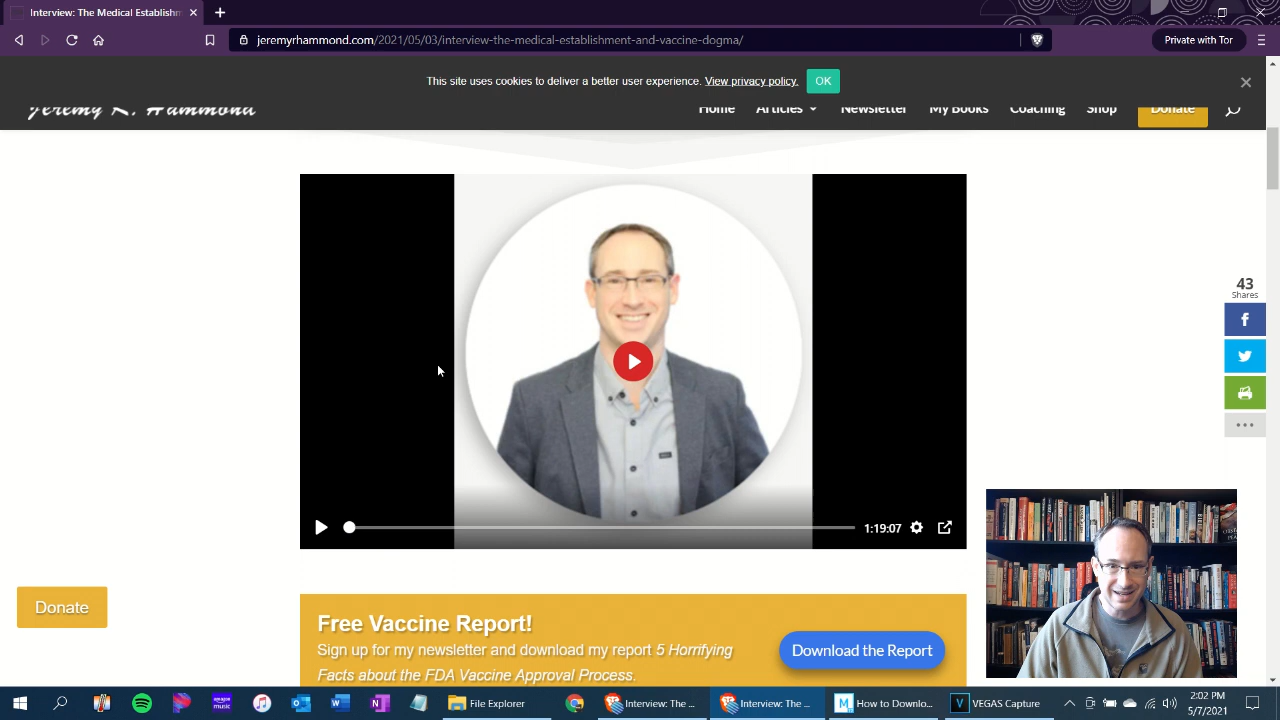 Interview: The Medical Establishm
Private with Tor
jeremyrhammond.com/2021/05/03/interview-the-medical-establishment-and-vaccine-dogma/
This site uses cookies to deliver a better user experience. View privacy policy. OK
Jeremy R. Hammond
Home Articles Newsletter My Books Coaching Shop Donate
43
Shares
1:19:07
Donate
Free Vaccine Report!
Sign up for my newsletter and download my report 5 Horrifying
Facts about the FDA Vaccine Approval Process.
Download the Report
File Explorer
Interview: The ...
Interview: The ...
How to Downlo...
VEGAS Capture
2:02 PM
5/7/2021